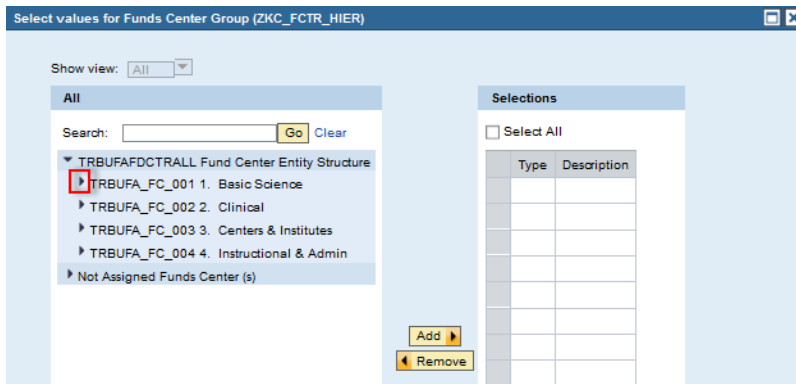 Select values for Funds Center Group (ZKC_FCTR_HIER)
Show view: All
All
Search: Go Clear
TRBUFAFDCTRALL Fund Center Entity Structure
TRBUFA_FC_001 1. Basic Science
TRBUFA_FC_002 2. Clinical
TRBUFA_FC_003 3. Centers & Institutes
TRBUFA_FC_004 4. Instructional & Admin
Not Assigned Funds Center (s)
Add
Remove
Selections
Select All
Type Description